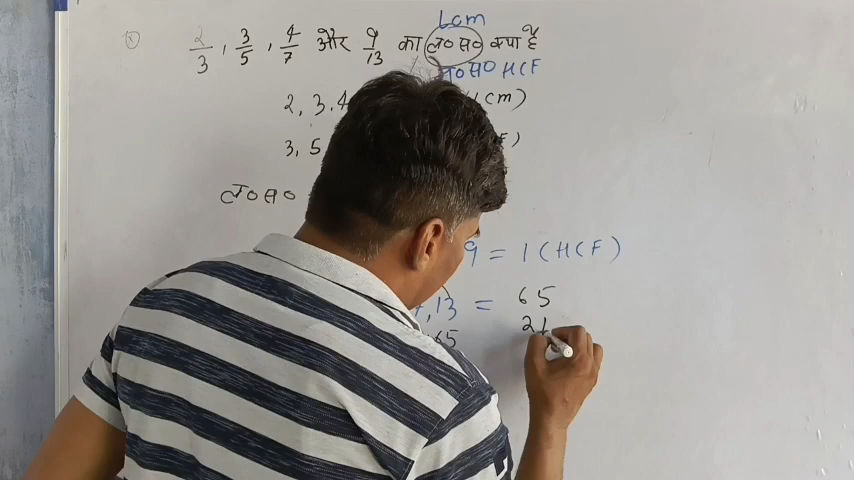 Lcm
2/3, 3/5, 4/7 और 9/13 का ल०स० क्या है
HCF
2, 3, 4 cm)
3, 5 )
ल०स०
9 = 1 (HCF)
, 13 = 65
65 21